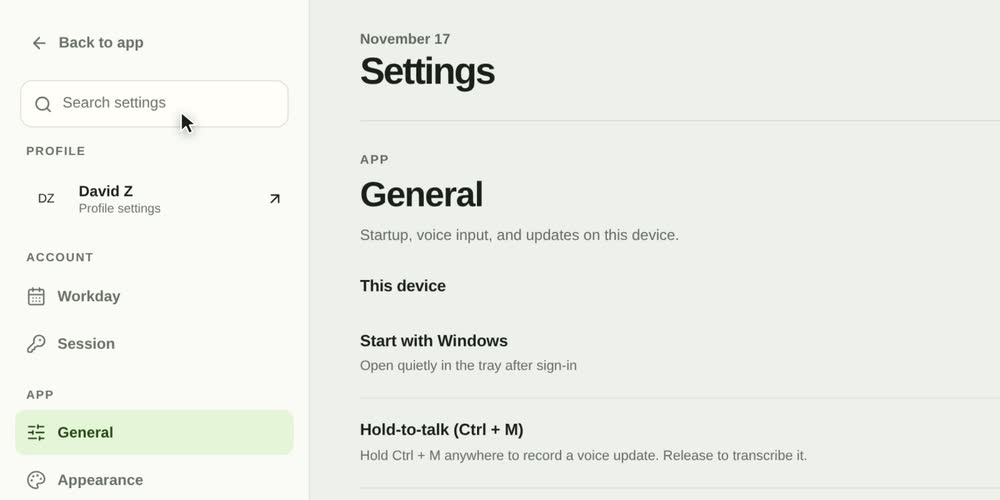 Back to app
Search settings
PROFILE
DZ
David Z
Profile settings
ACCOUNT
Workday
Session
APP
General
Appearance
November 17
Settings
APP
General
Startup, voice input, and updates on this device.
This device
Start with Windows
Open quietly in the tray after sign-in
Hold-to-talk (Ctrl + M)
Hold Ctrl + M anywhere to record a voice update. Release to transcribe it.